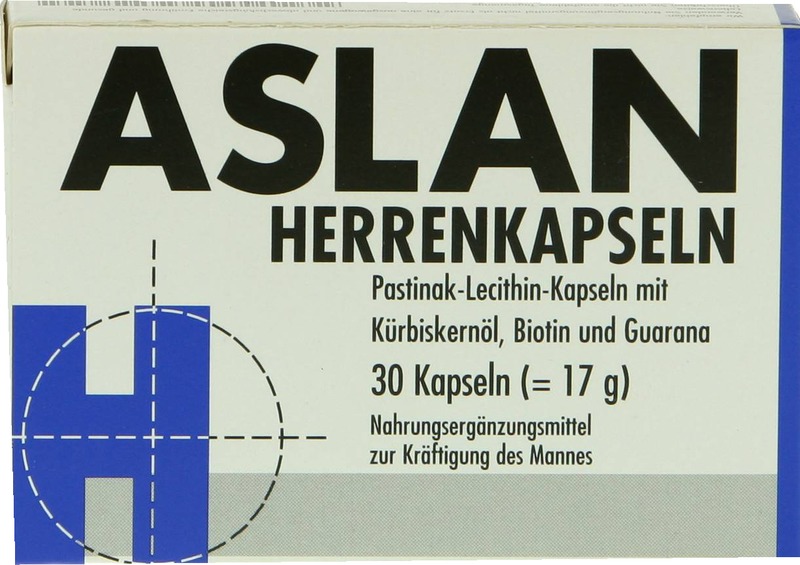 ASLAN
HERRENKAPSELN
Pastinak-Lecithin-Kapseln mit
Kürbiskernöl, Biotin und Guarana
30 Kapseln (= 17 g)
Nahrungsergänzungsmittel
zur Kräftigung des Mannes
H